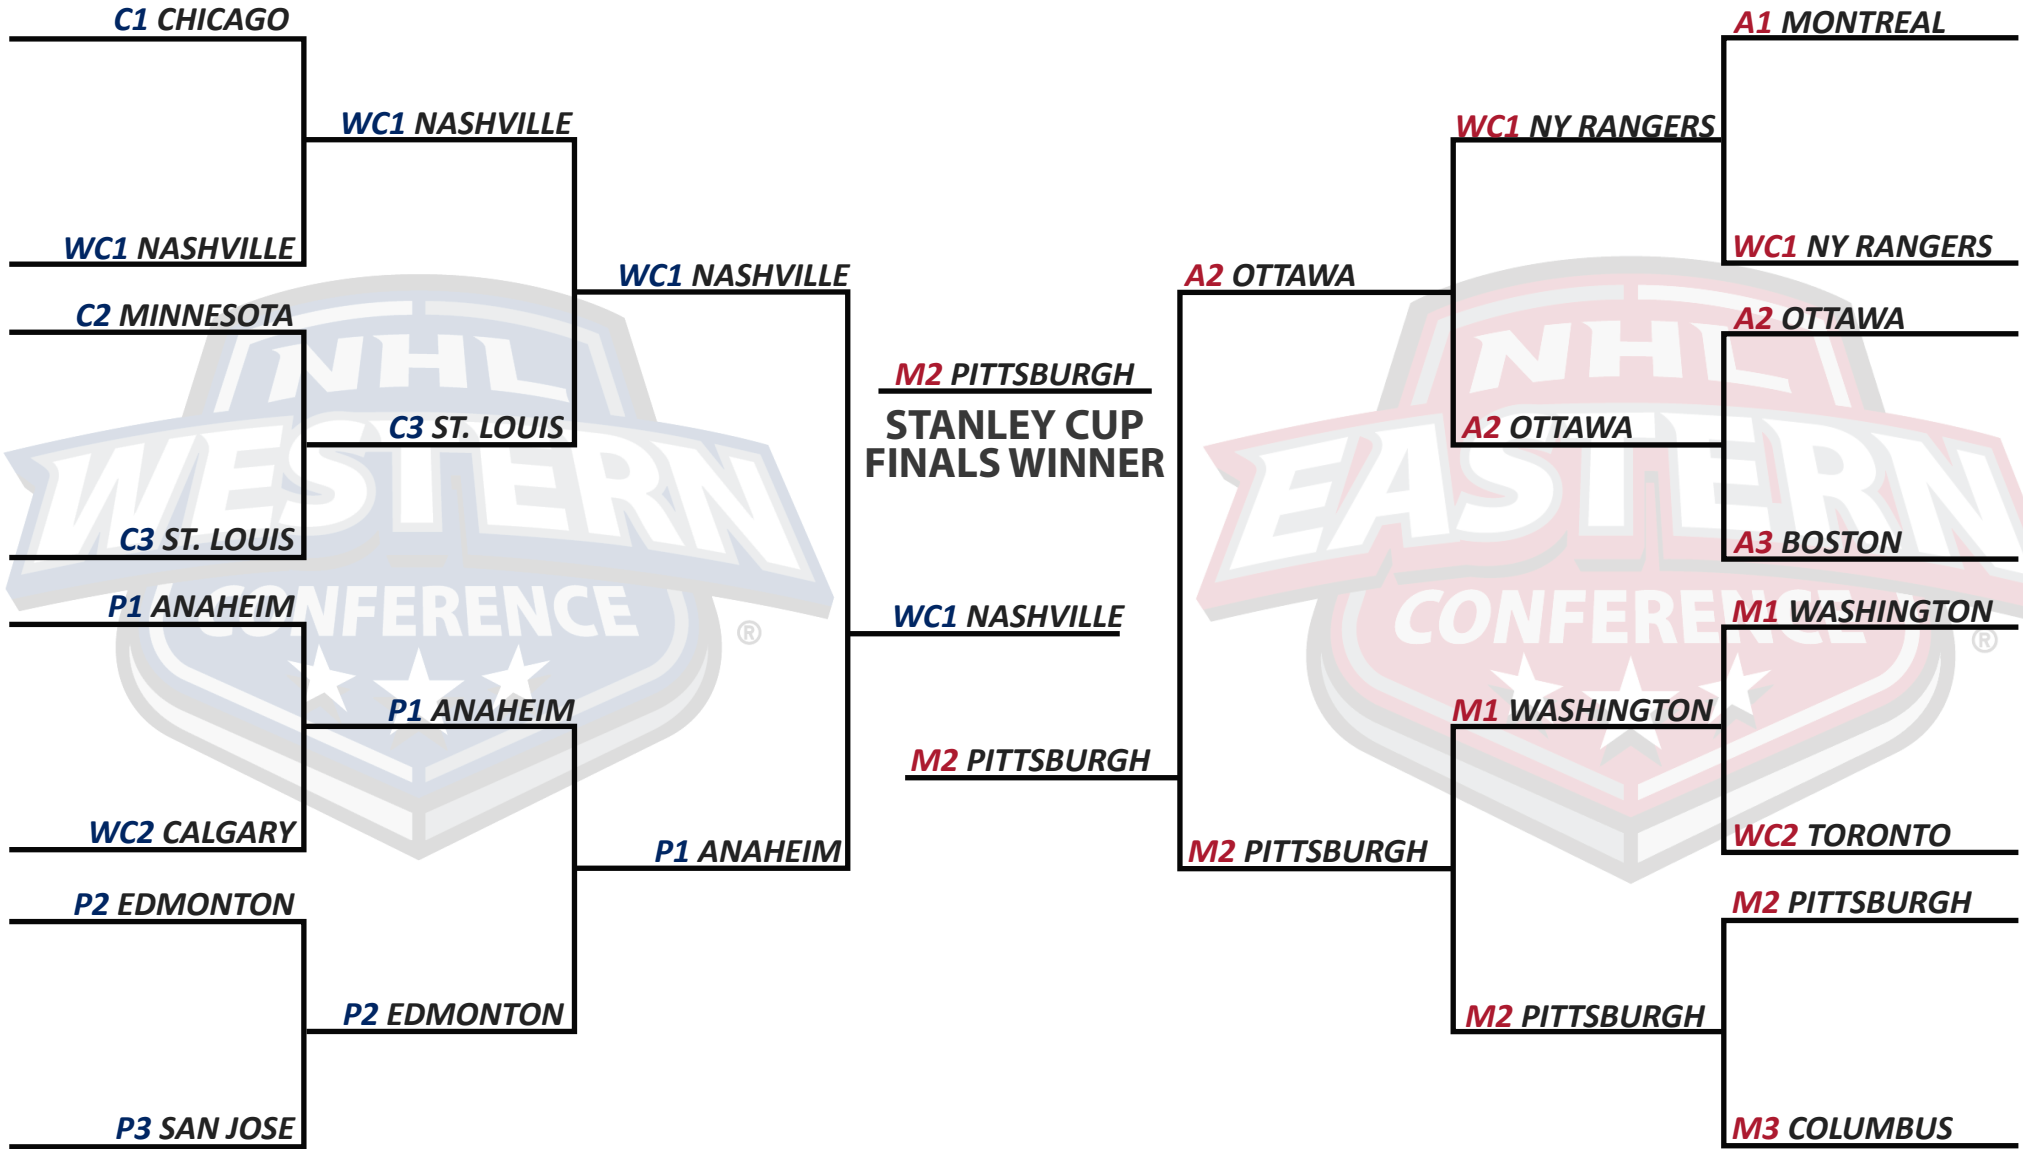 C1 CHICAGO
WC1 NASHVILLE
C2 MINNESOTA
C3 ST. LOUIS
P1 ANAHEIM
WC2 CALGARY
P2 EDMONTON
P3 SAN JOSE
WC1 NASHVILLE
C3 ST. LOUIS
P1 ANAHEIM
P2 EDMONTON
WC1 NASHVILLE
P1 ANAHEIM
NHL
WESTERN
CONFERENCE
®
M2 PITTSBURGH
STANLEY CUP
FINALS WINNER
WC1 NASHVILLE
M2 PITTSBURGH
A2 OTTAWA
M2 PITTSBURGH
WC1 NY RANGERS
A2 OTTAWA
M1 WASHINGTON
M2 PITTSBURGH
A1 MONTREAL
WC1 NY RANGERS
A2 OTTAWA
A3 BOSTON
M1 WASHINGTON
WC2 TORONTO
M2 PITTSBURGH
M3 COLUMBUS
NHL
EASTERN
CONFERENCE
®